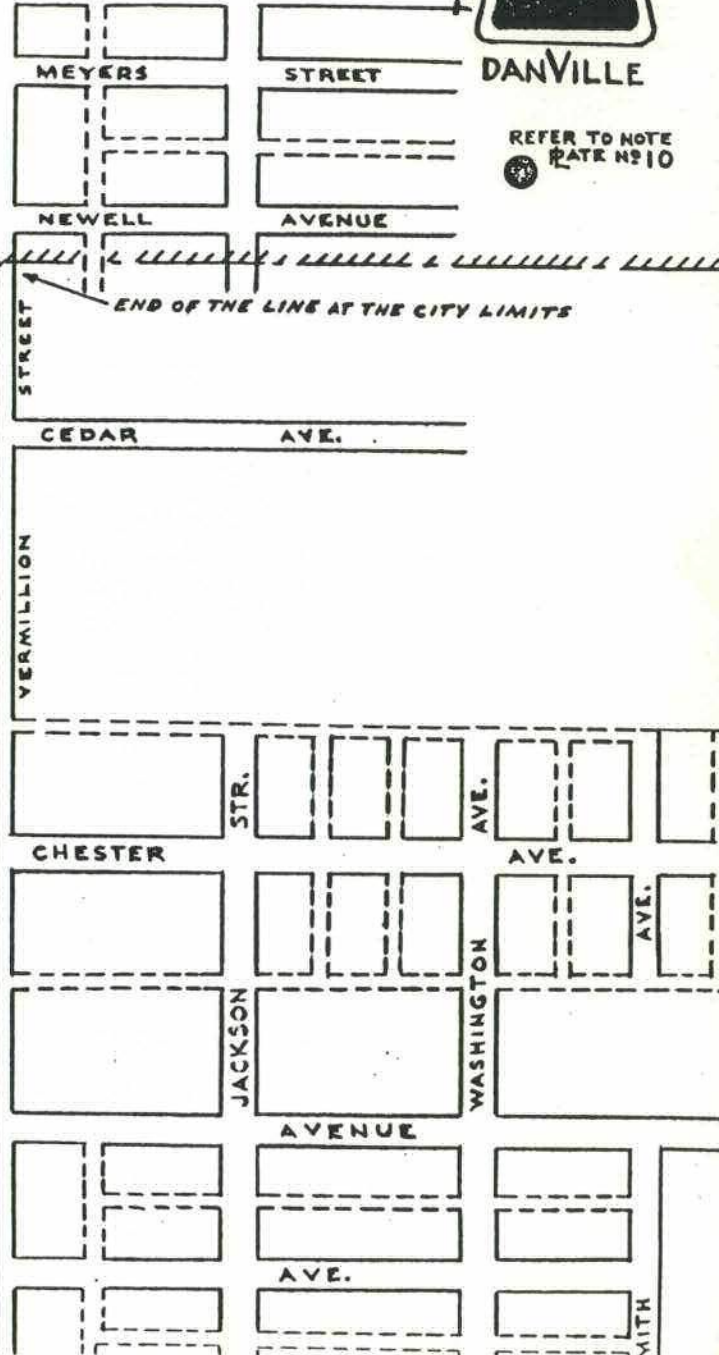 DANVILLE
MEYERS STREET
REFER TO NOTE
PLATE Nº 10
NEWELL AVENUE
END OF THE LINE AT THE CITY LIMITS
STREET
CEDAR AVE.
VERMILLION
STR.
AVE.
CHESTER AVE.
AVE.
JACKSON
WASHINGTON
AVENUE
AVE.